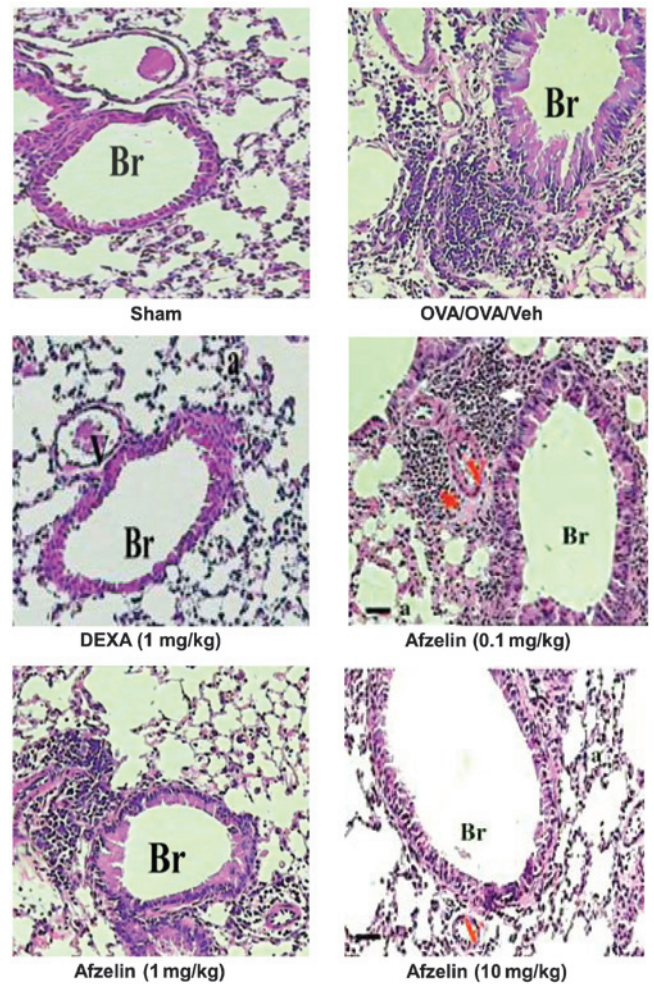 Br
Sham
Br
OVA/OVA/Veh
a
V
Br
DEXA (1 mg/kg)
Br
a
Afzelin (0.1 mg/kg)
Br
Afzelin (1 mg/kg)
a
Br
Afzelin (10 mg/kg)